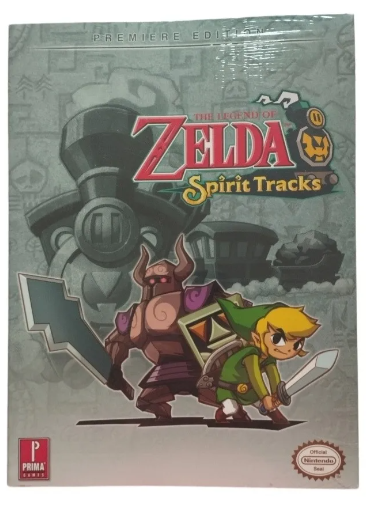 PREMIERE EDITION
THE LEGEND OF
ZELDA
Spirit Tracks
P
PRIMA
GAMES
Official
Nintendo
Seal